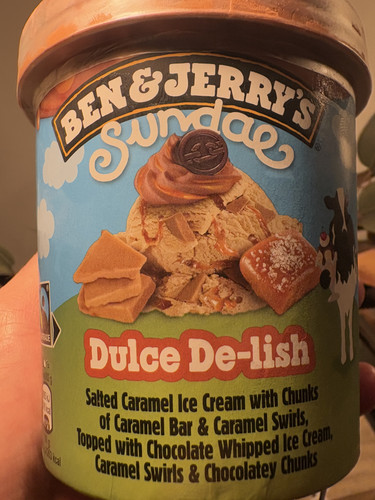 BEN & JERRY'S
Sundae
Dulce De-lish
Salted Caramel Ice Cream with Chunks
of Caramel Bar & Caramel Swirls,
Topped with Chocolate Whipped Ice Cream,
Caramel Swirls & Chocolatey Chunks